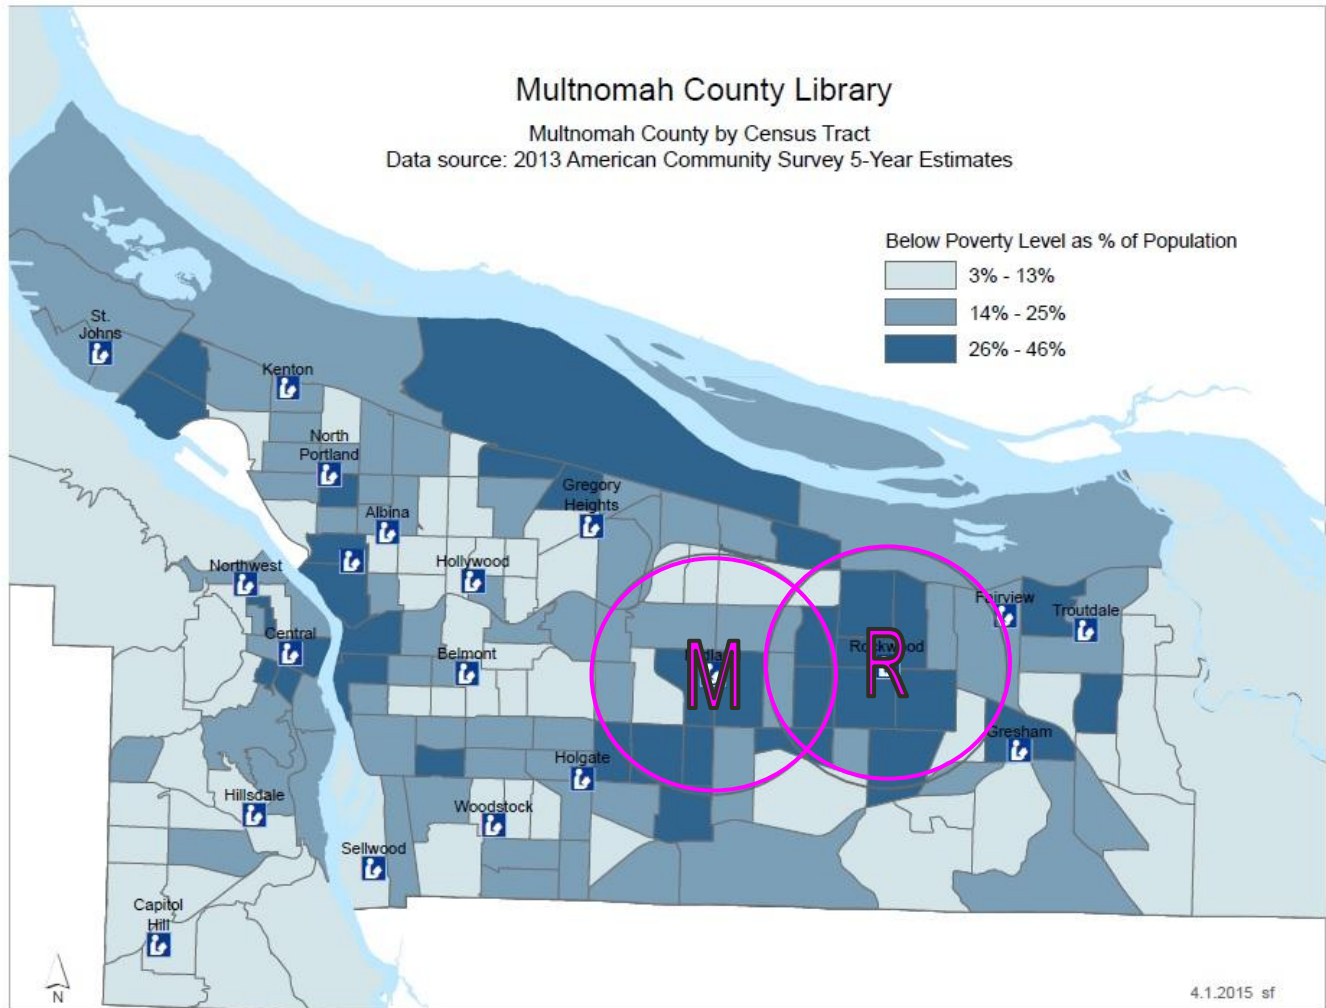 Multnomah County Library
Multnomah County by Census Tract
Data source: 2013 American Community Survey 5-Year Estimates
Below Poverty Level as % of Population
3% - 13%
14% - 25%
26% - 46%
St.
Johns
Kenton
North
Portland
Gregory
Heights
Albina
Hollywood
Northwest
Fairview
Troutdale
Central
Belmont
M
Rockwood
R
Gresham
Holgate
Hillsdale
Woodstock
Sellwood
Capitol
Hill
N
4.1.2015 sf